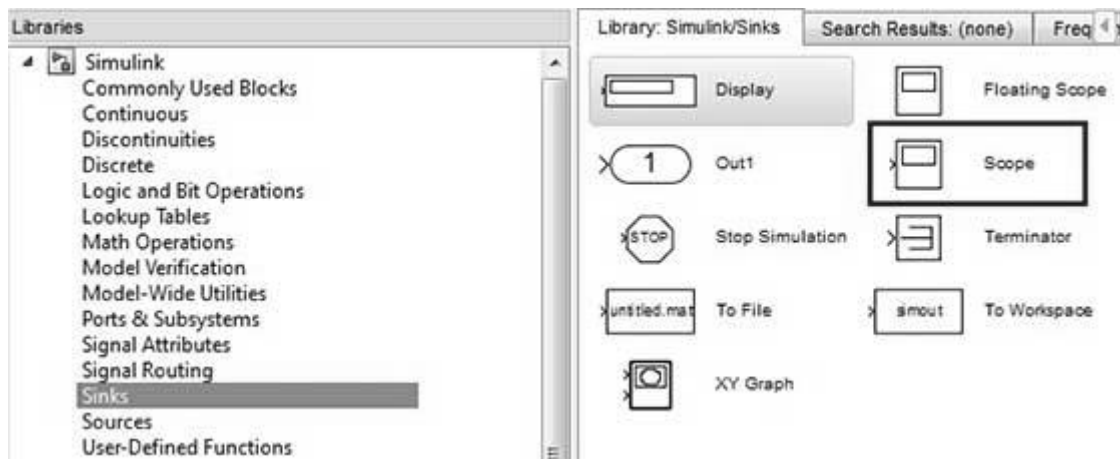 Libraries
Simulink
Commonly Used Blocks
Continuous
Discontinuities
Discrete
Logic and Bit Operations
Lookup Tables
Math Operations
Model Verification
Model-Wide Utilities
Ports & Subsystems
Signal Attributes
Signal Routing
Sinks
Sources
User-Defined Functions
Library: Simulink/Sinks Search Results: (none) Freq
Display Floating Scope
1 Out1 Scope
STOP Stop Simulation Terminator
untitled.mat To File simout To Workspace
XY Graph